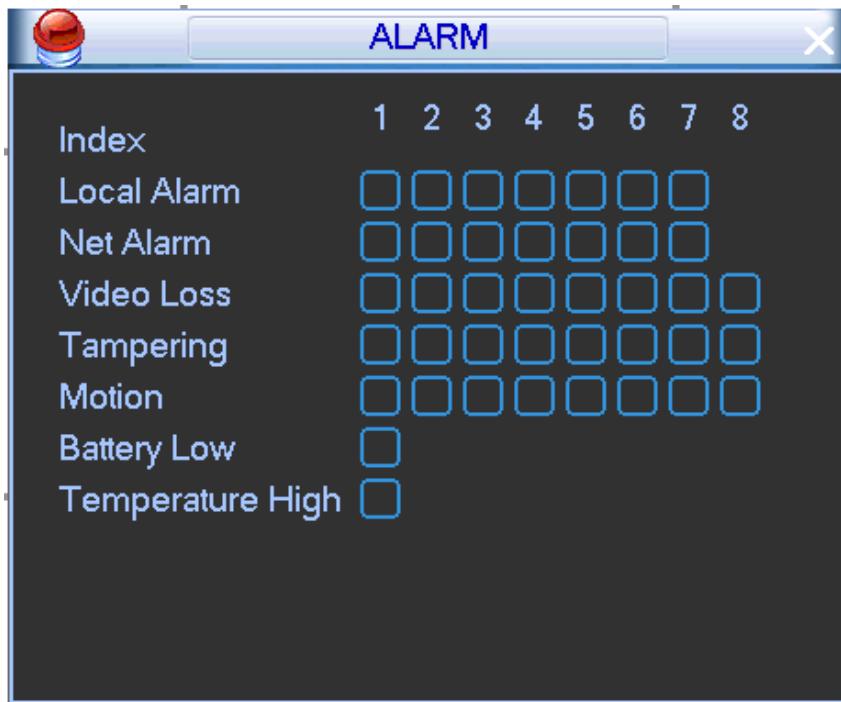 ALARM
1 2 3 4 5 6 7 8
Index
Local Alarm
Net Alarm
Video Loss
Tampering
Motion
Battery Low
Temperature High